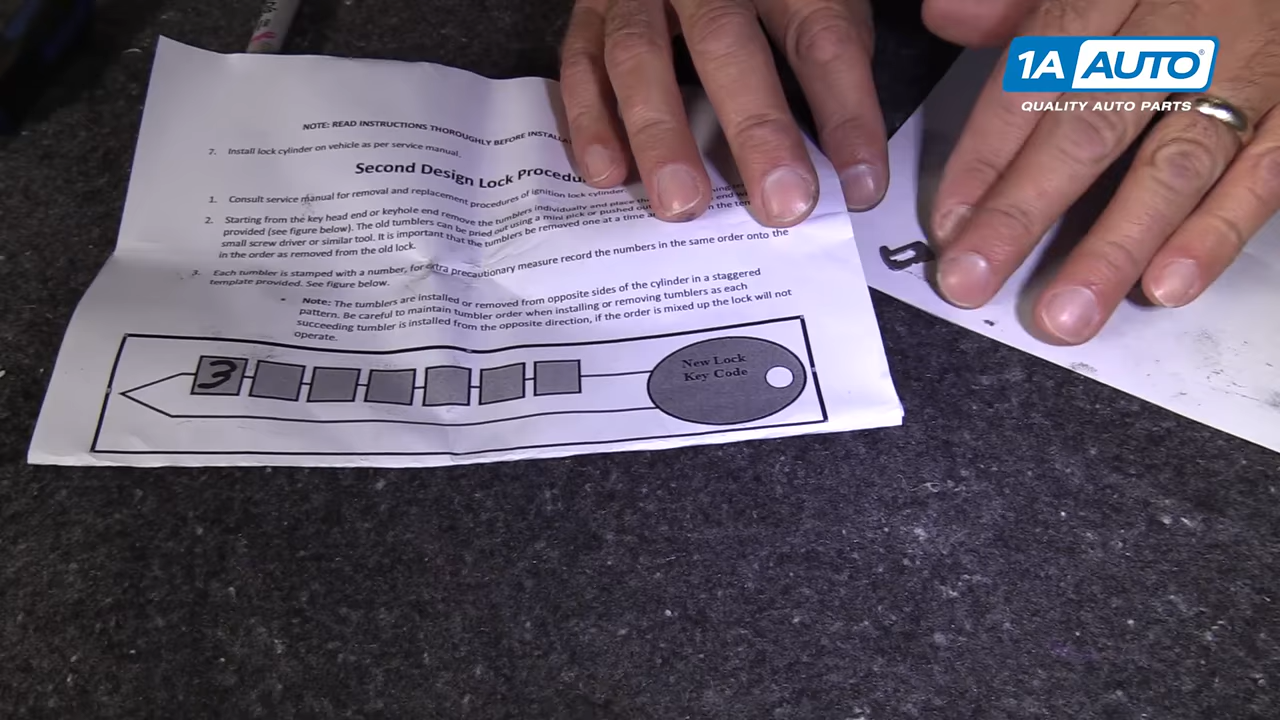 1A AUTO®
QUALITY AUTO PARTS
NOTE: READ INSTRUCTIONS THOROUGHLY BEFORE
2. Install lock cylinder on vehicle as per service manual.
Second Design Lock
1. Consult service manual for removal and replacement procedures of ignition lock cylinder
2. Starting from the key head end or keyhole end remove the tumblers individually and place the
provided (see figure below). The old tumblers can be pried out using a mini pick or pushed out
small screw driver or similar tool. It is important that the tumblers be removed one at a time in the ten
in the order as removed from the old lock.
3. Each tumbler is stamped with a number, for extra precautionary measure record the numbers in the same order onto the
template provided. See figure below.
• Note: The tumblers are installed or removed from opposite sides of the cylinder in a staggered
pattern. Be careful to maintain tumbler order when installing or removing tumblers as each
succeeding tumbler is installed from the opposite direction, if the order is mixed up the lock will not
operate.
3
New Lock
Key Code